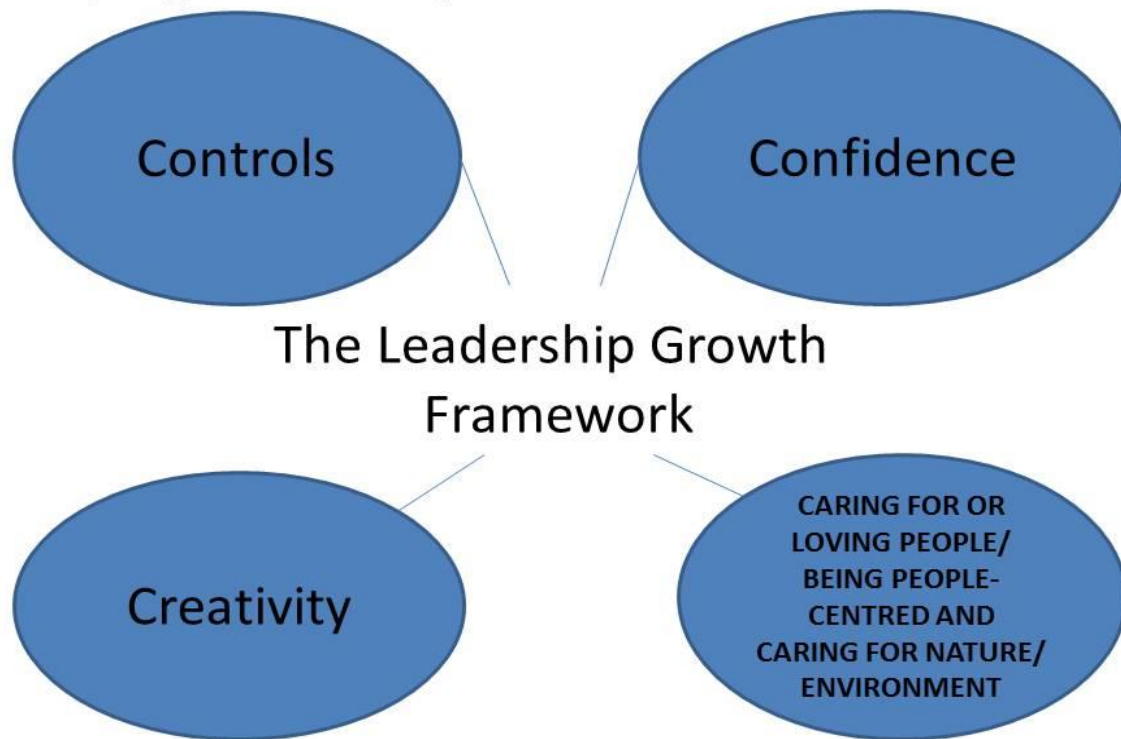 Controls
Confidence
The Leadership Growth
Framework
Creativity
CARING FOR OR
LOVING PEOPLE/
BEING PEOPLE-
CENTRED AND
CARING FOR NATURE/
ENVIRONMENT